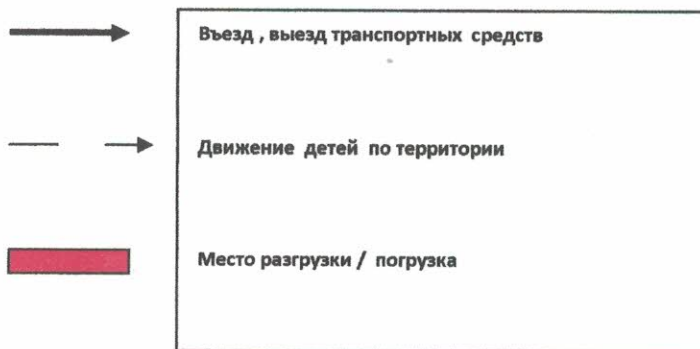 Въезд , выезд транспортных средств
Движение детей по территории
Место разгрузки / погрузка